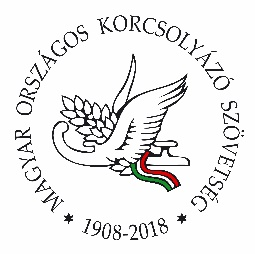 MAGYAR ORSZÁGOS KORCSOLYÁZÓ SZÖVETSÉG
* 1908-2018 *